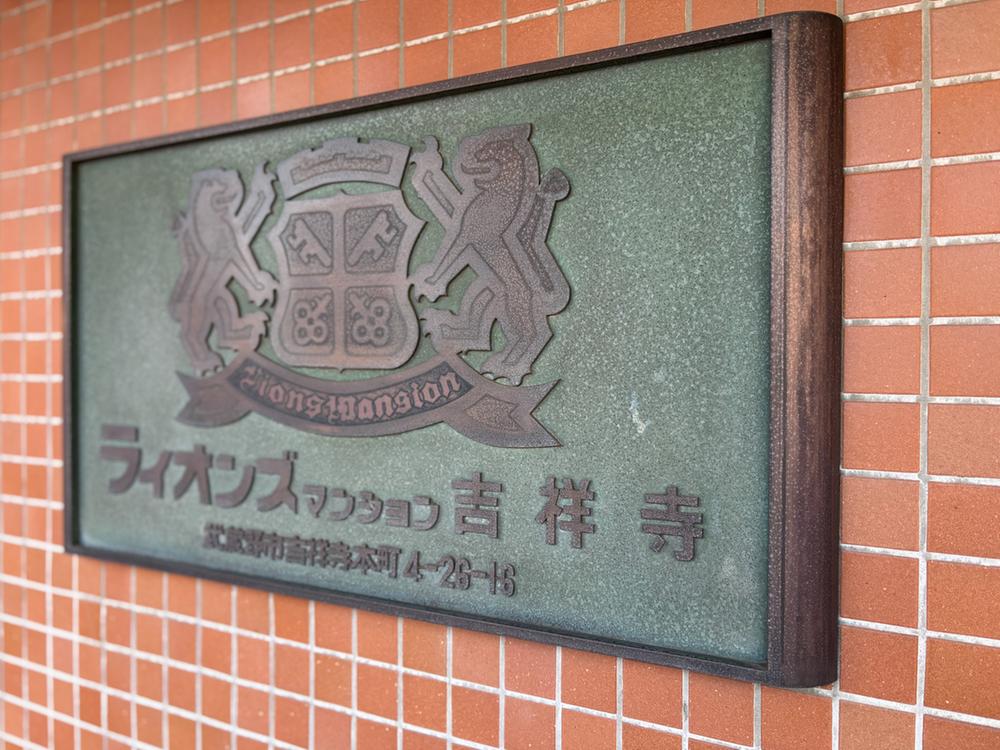 Lions Mansion
ライオンズマンション吉祥寺
武蔵野市吉祥寺本町4-26-16